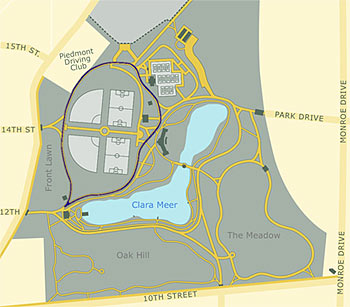 15TH ST.
Piedmont
Driving
Club
MONROE DRIVE
PARK DRIVE
14TH ST
Front Lawn
12TH
Clara Meer
The Meadow
Oak Hill
MONROE DRIVE
10TH STREET